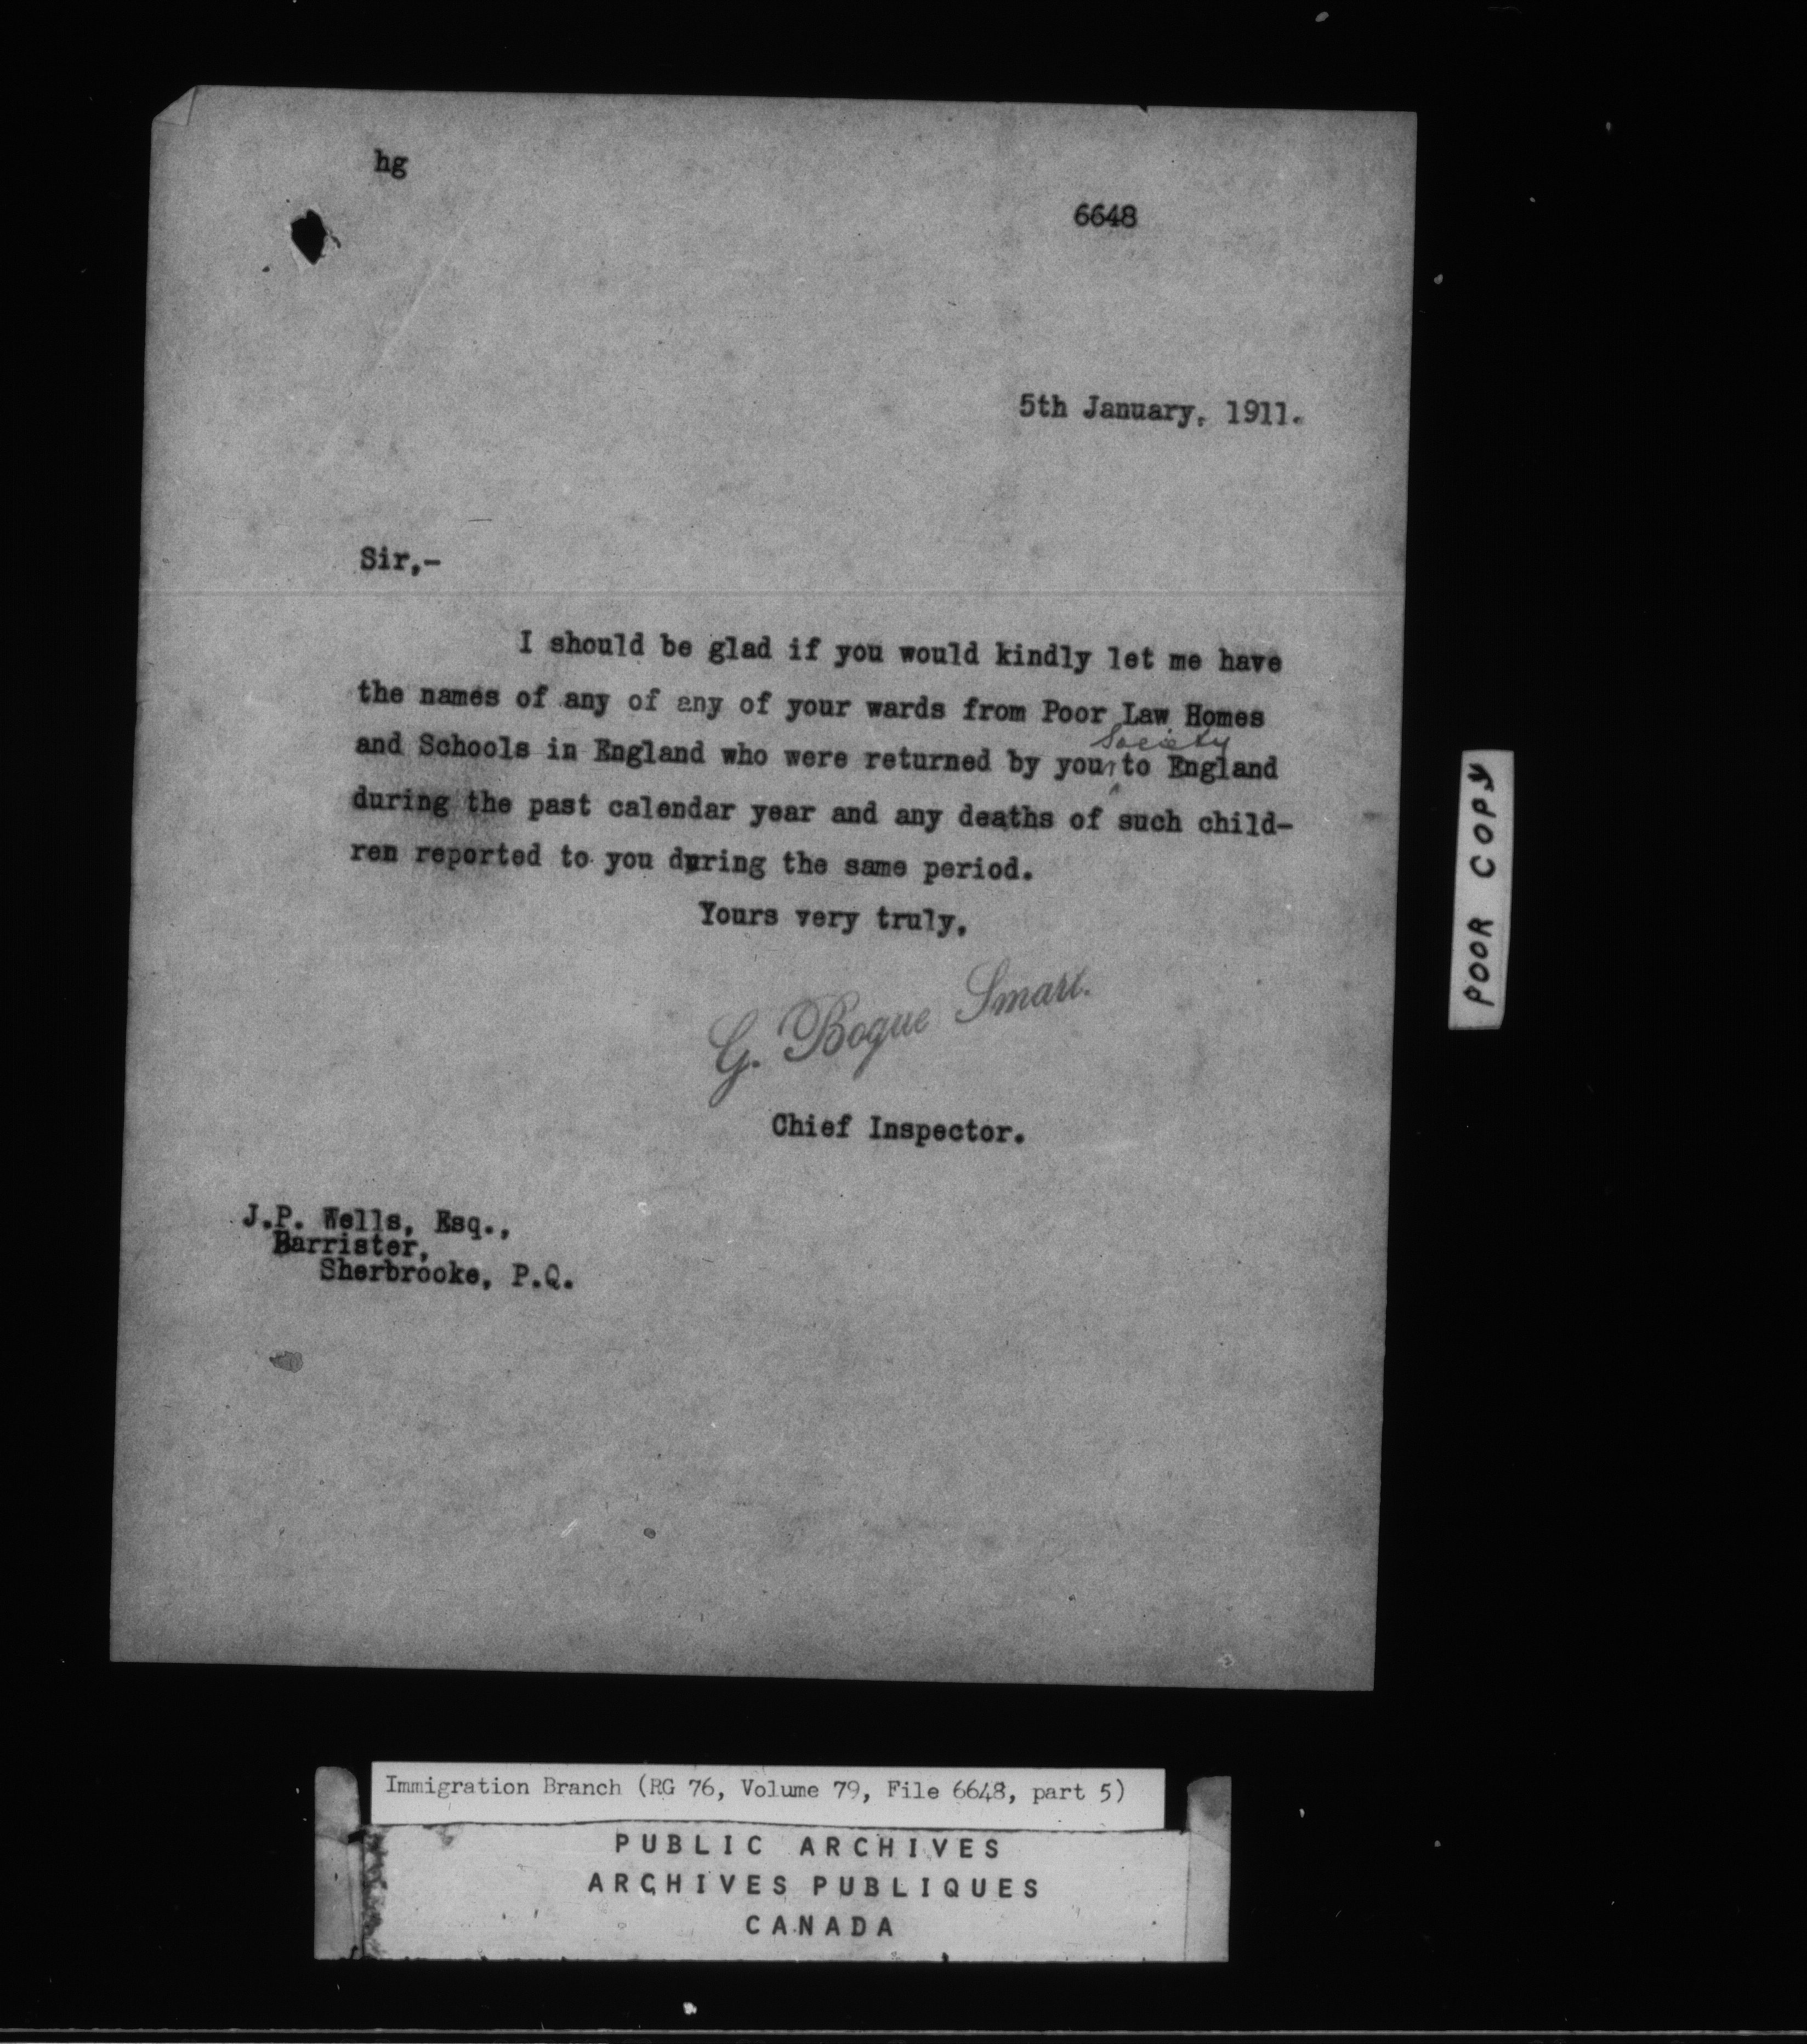 hg
6648
5th January, 1911.
Sir,-
I should be glad if you would kindly let me have
the names of any of any of your wards from Poor Law Homes
Society
and Schools in England who were returned by your to England
during the past calendar year and any deaths of such child-
ren reported to you during the same period.
Yours very truly,
G. Bogue Smart.
Chief Inspector.
J.P. Wells, Esq.,
Barrister,
Sherbrooke, P.Q.
POOR COPY
Immigration Branch (RG 76, Volume 79, File 6648, part 5)
PUBLIC ARCHIVES
ARCHIVES PUBLIQUES
CANADA